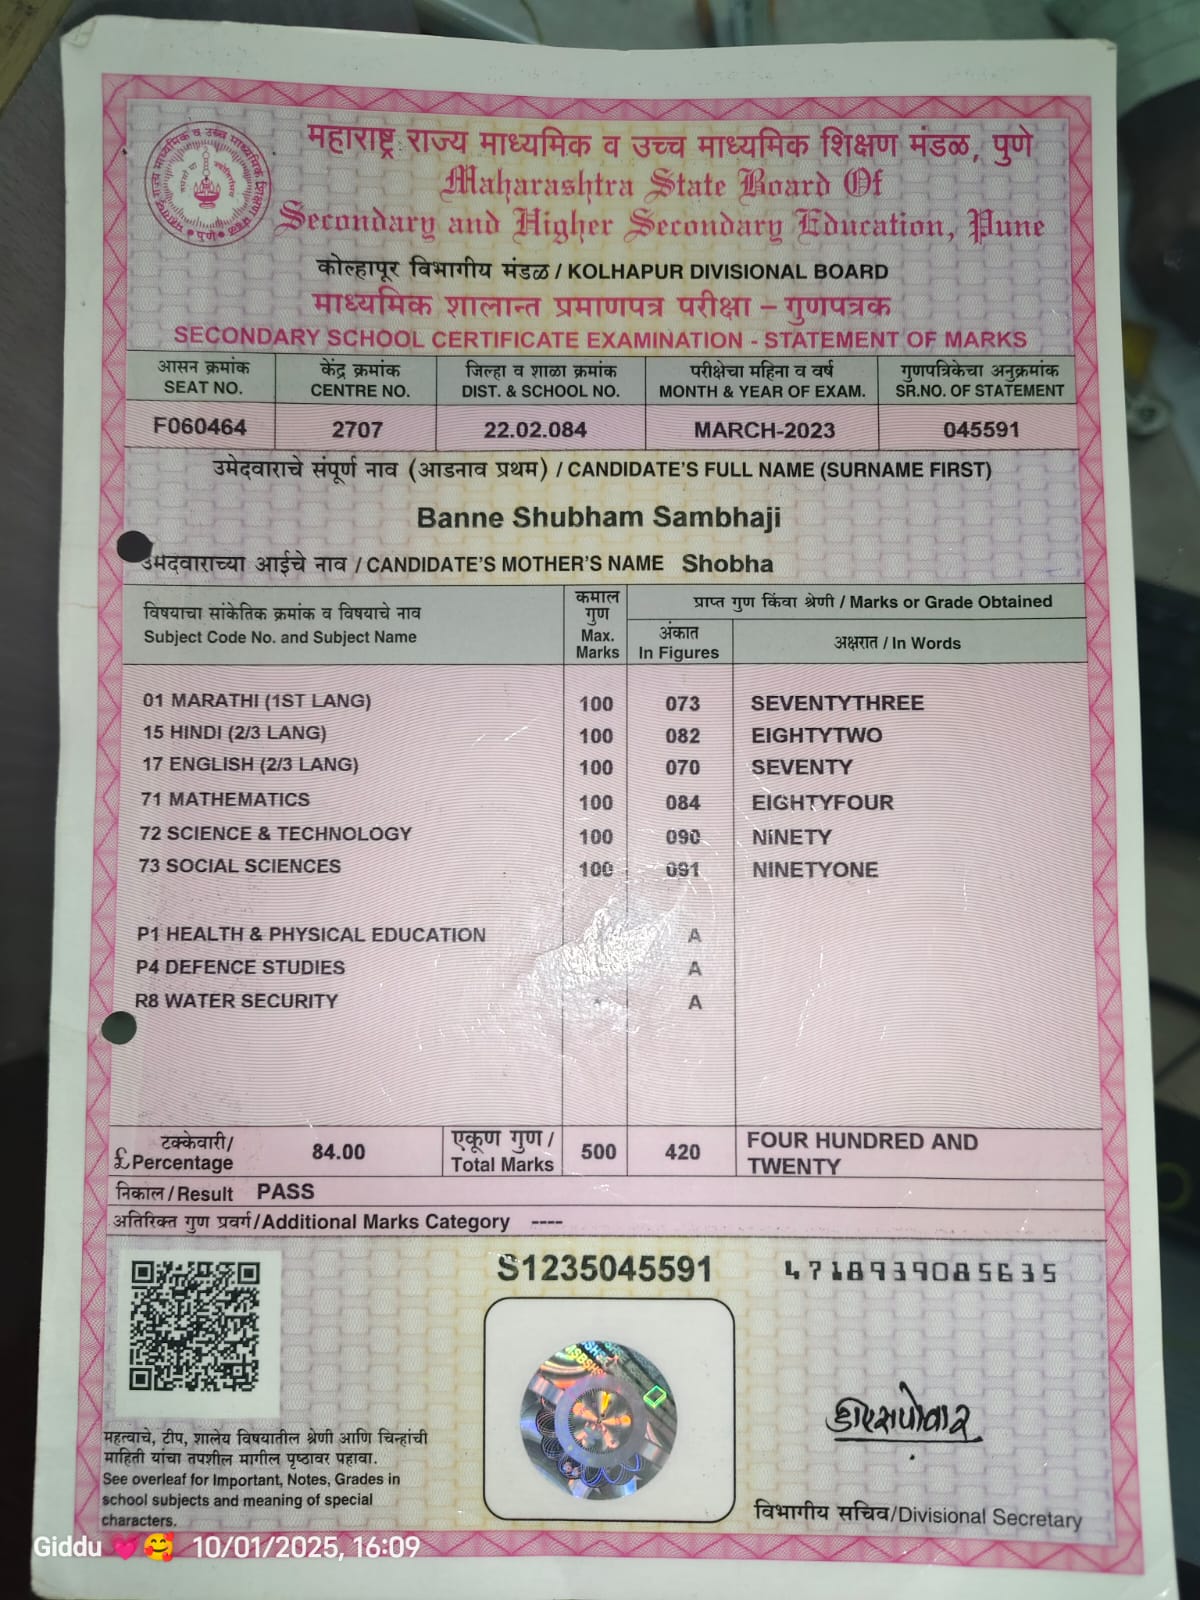 महाराष्ट्र राज्य माध्यमिक व उच्च माध्यमिक शिक्षण मंडळ, पुणे
Maharashtra State Board Of
Secondary and Higher Secondary Education, Pune
कोल्हापूर विभागीय मंडळ / KOLHAPUR DIVISIONAL BOARD
माध्यमिक शालान्त प्रमाणपत्र परीक्षा – गुणपत्रक
SECONDARY SCHOOL CERTIFICATE EXAMINATION - STATEMENT OF MARKS
आसन क्रमांक केंद्र क्रमांक जिल्हा व शाळा क्रमांक परीक्षेचा महिना व वर्ष गुणपत्रिकेचा अनुक्रमांक
SEAT NO. CENTRE NO. DIST. & SCHOOL NO. MONTH & YEAR OF EXAM. SR.NO. OF STATEMENT
F060464 2707 22.02.084 MARCH-2023 045591
उमेदवाराचे संपूर्ण नाव (आडनाव प्रथम) / CANDIDATE'S FULL NAME (SURNAME FIRST)
Banne Shubham Sambhaji
उमेदवाराच्या आईचे नाव / CANDIDATE'S MOTHER'S NAME Shobha
विषयाचा सांकेतिक क्रमांक व विषयाचे नाव
Subject Code No. and Subject Name
कमाल
गुण
Max.
Marks
प्राप्त गुण किंवा श्रेणी / Marks or Grade Obtained
अंकात
In Figures
अक्षरात / In Words
01 MARATHI (1ST LANG) 100 073 SEVENTYTHREE
15 HINDI (2/3 LANG) 100 082 EIGHTYTWO
17 ENGLISH (2/3 LANG) 100 070 SEVENTY
71 MATHEMATICS 100 084 EIGHTYFOUR
72 SCIENCE & TECHNOLOGY 100 090 NINETY
73 SOCIAL SCIENCES 100 091 NINETYONE
P1 HEALTH & PHYSICAL EDUCATION A
P4 DEFENCE STUDIES A
R8 WATER SECURITY A
टक्केवारी/
£ Percentage
84.00
एकूण गुण /
Total Marks
500 420
FOUR HUNDRED AND
TWENTY
निकाल / Result PASS
अतिरिक्त गुण प्रवर्ग/Additional Marks Category ----
S1235045591
4718939085635
महत्वाचे, टीप, शालेय विषयातील श्रेणी आणि चिन्हांची
माहिती यांचा तपशील मागील पृष्ठावर पहावा.
See overleaf for Important, Notes, Grades in
school subjects and meaning of special
characters.
विभागीय सचिव/Divisional Secretary
Giddu 💗🥰 10/01/2025, 16:09